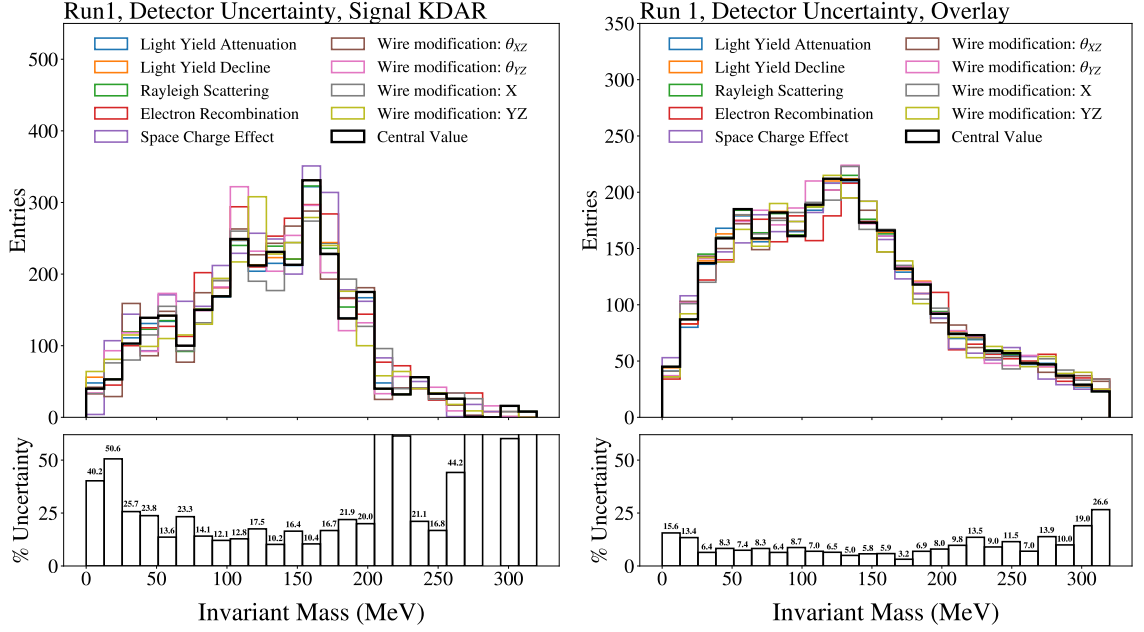 Run1, Detector Uncertainty, Signal KDAR
500
400
300
200
100
0
Entries
Light Yield Attenuation
Light Yield Decline
Rayleigh Scattering
Electron Recombination
Space Charge Effect
Wire modification: θXZ
Wire modification: θYZ
Wire modification: X
Wire modification: YZ
Central Value
50
25
0
% Uncertainty
40.2 50.6 25.7 23.8 13.6 23.3 14.1 12.1 12.8 17.5 10.2 16.4 10.4 16.7 21.9 20.0 21.1 16.8 44.2
0 50 100 150 200 250 300
Invariant Mass (MeV)
Run 1, Detector Uncertainty, Overlay
350
300
250
200
150
100
50
0
Entries
Light Yield Attenuation
Light Yield Decline
Rayleigh Scattering
Electron Recombination
Space Charge Effect
Wire modification: θXZ
Wire modification: θYZ
Wire modification: X
Wire modification: YZ
Central Value
50
25
0
% Uncertainty
15.6 13.4 6.4 8.3 7.4 8.3 6.4 8.7 7.0 6.5 5.0 5.8 5.9 3.2 6.9 8.0 9.8 13.5 9.0 11.5 7.0 13.9 10.0 19.0 26.6
0 50 100 150 200 250 300
Invariant Mass (MeV)